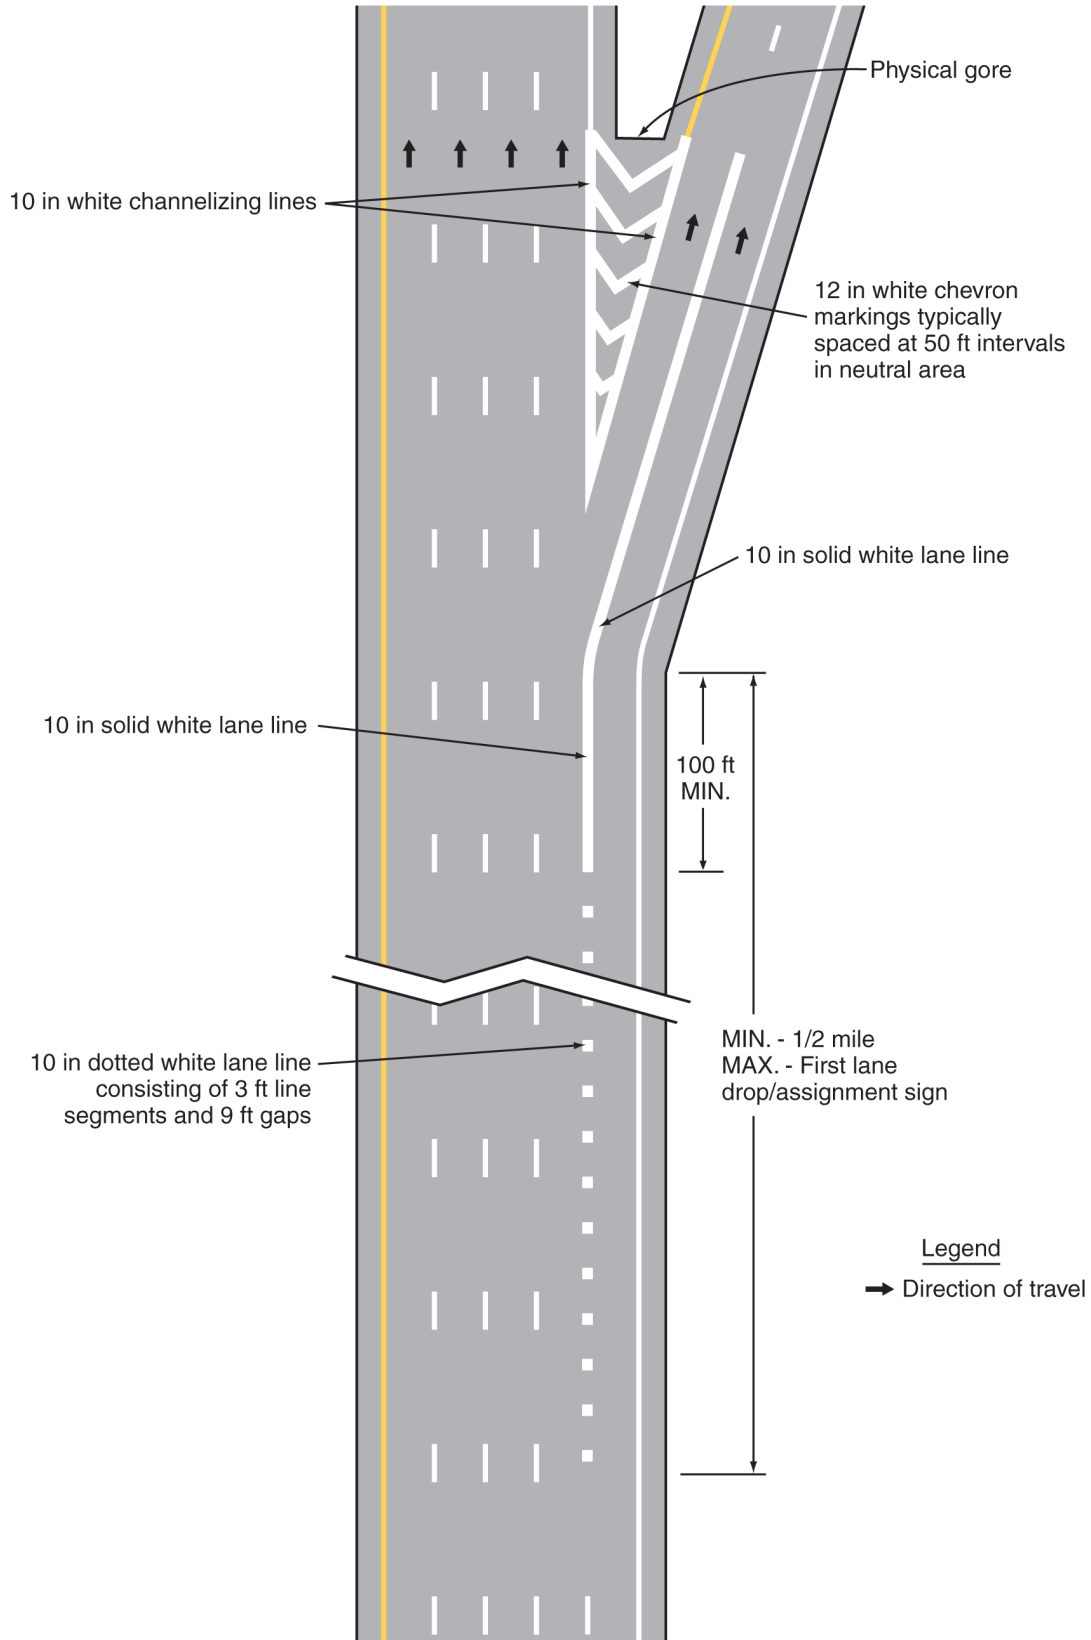 Physical gore
10 in white channelizing lines
12 in white chevron
markings typically
spaced at 50 ft intervals
in neutral area
10 in solid white lane line
10 in solid white lane line
100 ft
MIN.
MIN. - 1/2 mile
MAX. - First lane
drop/assignment sign
10 in dotted white lane line
consisting of 3 ft line
segments and 9 ft gaps
Legend
Direction of travel